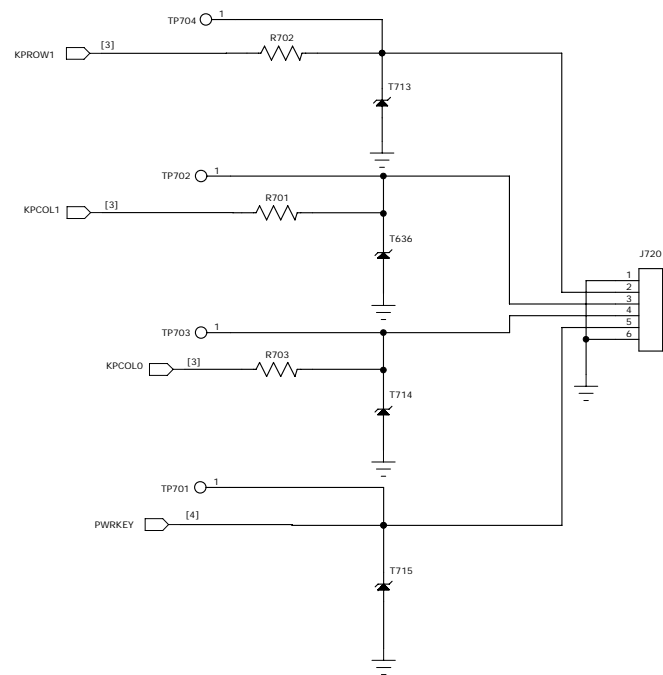 TP704 1
R702
KPROW1 [3]
T713
TP702 1
R701
KPCOL1 [3]
T636
J720
1
2
3
4
5
6
TP703 1
R703
KPCOL0 [3]
T714
TP701 1
PWRKEY [4]
T715